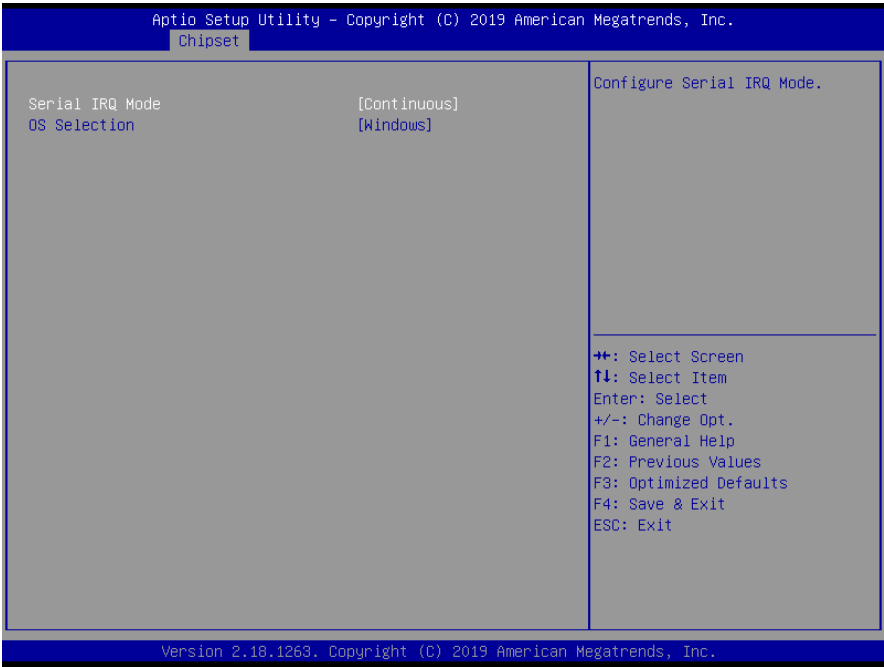 Aptio Setup Utility – Copyright (C) 2019 American Megatrends, Inc.
Chipset
Serial IRQ Mode [Continuous]
OS Selection [Windows]
Configure Serial IRQ Mode.
→←: Select Screen
↑↓: Select Item
Enter: Select
+/-: Change Opt.
F1: General Help
F2: Previous Values
F3: Optimized Defaults
F4: Save & Exit
ESC: Exit
Version 2.18.1263. Copyright (C) 2019 American Megatrends, Inc.